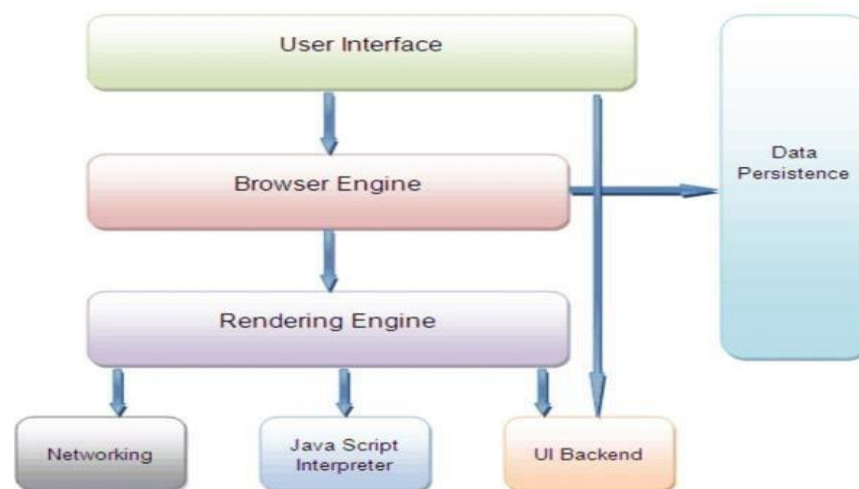 User Interface
Browser Engine
Data
Persistence
Rendering Engine
Networking
Java Script
Interpreter
UI Backend